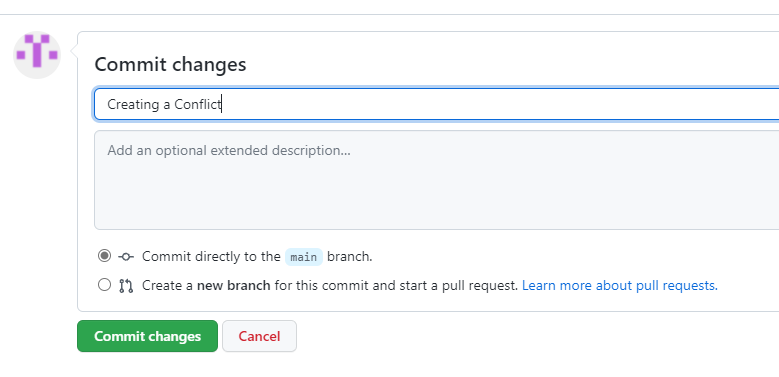 Commit changes
Creating a Conflict
Add an optional extended description...
Commit directly to the main branch.
Create a new branch for this commit and start a pull request. Learn more about pull requests.
Commit changes Cancel